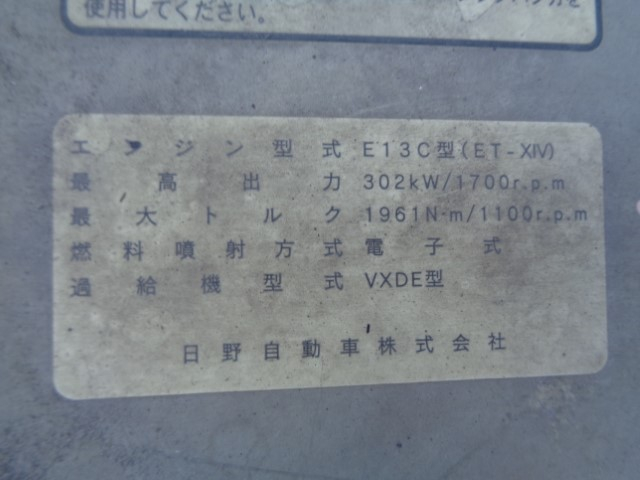 使用してください。
エンジン型式 E13C型(ET-XIV)
最高出力 302kW/1700r.p.m
最大トルク 1961N·m/1100r.p.m
燃料噴射方式 電子式
過給機型式 VXDE型
日野自動車株式会社